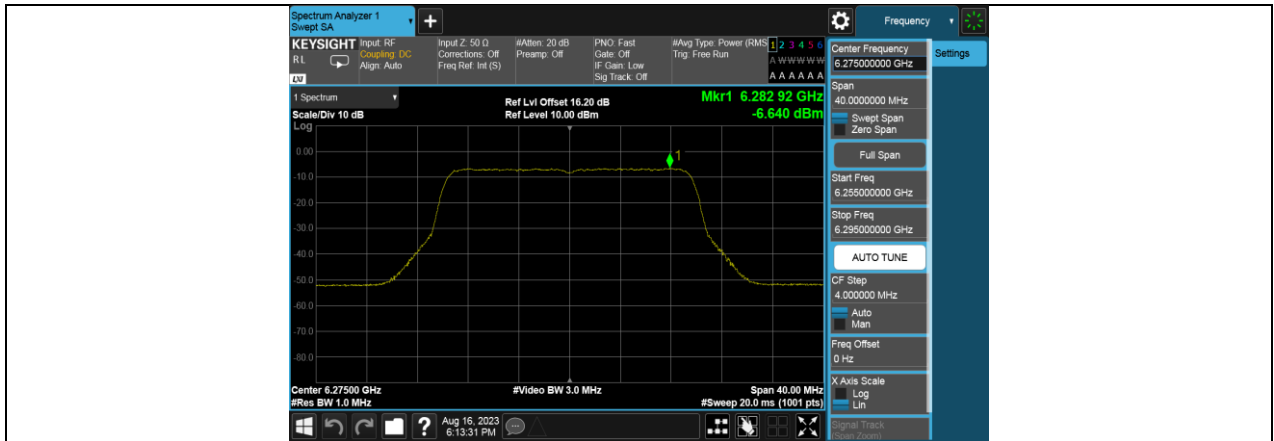 Spectrum Analyzer 1
Swept SA
+
Frequency
KEYSIGHT
RL
LXI
Input: RF
Coupling: DC
Align: Auto
Input Z: 50 Ω
Corrections: Off
Freq Ref: Int (S)
#Atten: 20 dB
Preamp: Off
PNO: Fast
Gate: Off
IF Gain: Low
Sig Track: Off
#Avg Type: Power (RMS
Trig: Free Run
1 2 3 4 5 6
A W W W W W
A A A A A A
1 Spectrum
Scale/Div 10 dB
Ref Lvl Offset 16.20 dB
Ref Level 10.00 dBm
Mkr1 6.282 92 GHz
-6.640 dBm
Log
1
0.00
-10.0
-20.0
-30.0
-40.0
-50.0
-60.0
-70.0
-80.0
Center 6.27500 GHz
#Res BW 1.0 MHz
#Video BW 3.0 MHz
Span 40.00 MHz
#Sweep 20.0 ms (1001 pts)
?
Aug 16, 2023
6:13:31 PM
Center Frequency
6.275000000 GHz
Settings
Span
40.0000000 MHz
Swept Span
Zero Span
Full Span
Start Freq
6.255000000 GHz
Stop Freq
6.295000000 GHz
AUTO TUNE
CF Step
4.000000 MHz
Auto
Man
Freq Offset
0 Hz
X Axis Scale
Log
Lin
Signal Track
(Span Zoom)